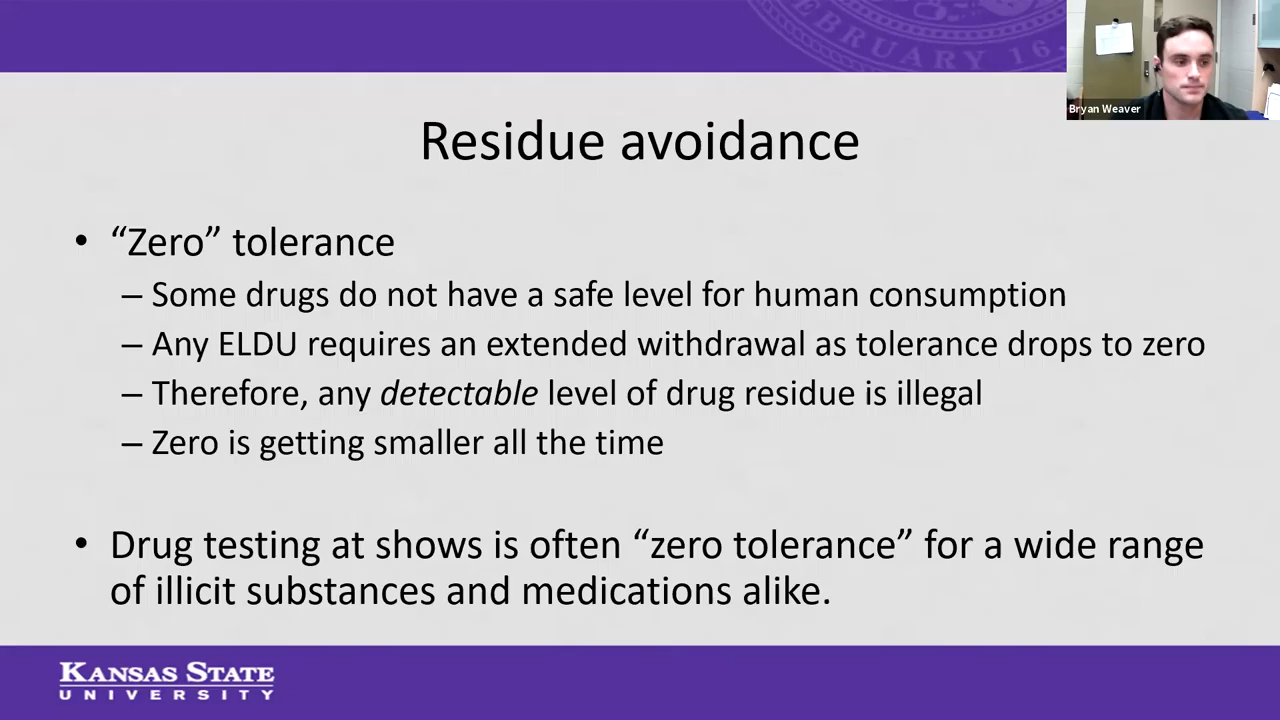 FEBRUARY 16,
Bryan Weaver
Residue avoidance
• “Zero” tolerance
– Some drugs do not have a safe level for human consumption
– Any ELDU requires an extended withdrawal as tolerance drops to zero
– Therefore, any detectable level of drug residue is illegal
– Zero is getting smaller all the time
• Drug testing at shows is often “zero tolerance” for a wide range
of illicit substances and medications alike.
KANSAS STATE
UNIVERSITY